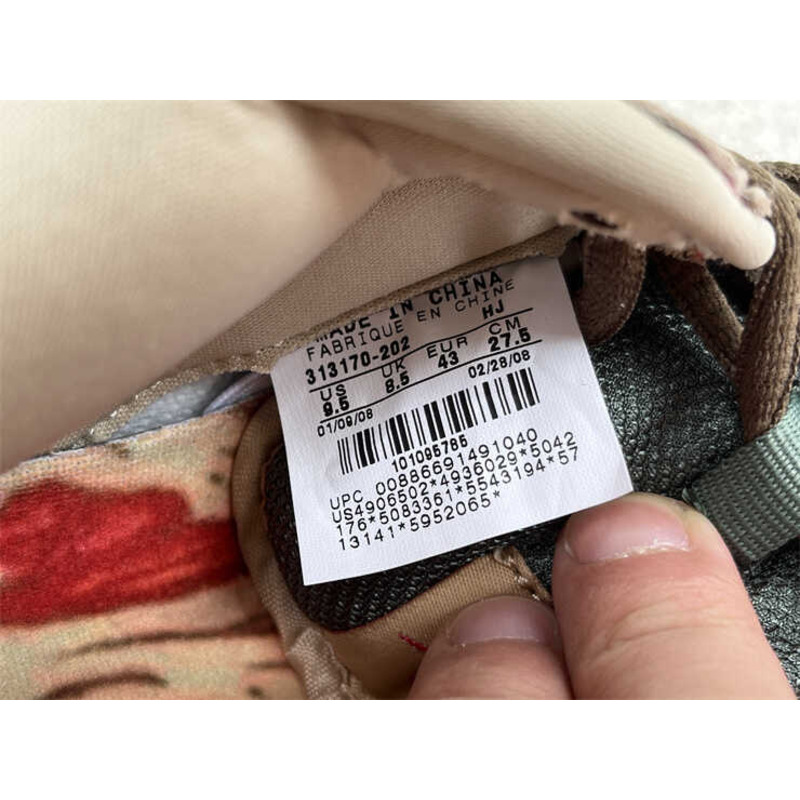 MADE IN CHINA
FABRIQUE EN CHINE
313170-202 HJ
US UK EUR CM
9.5 8.5 43 27.5
01/09/08 02/28/08
101095785
UPC 00886691491040
US4906502*4936029*5042
176*5083361*5543194*57
13141*5952065*